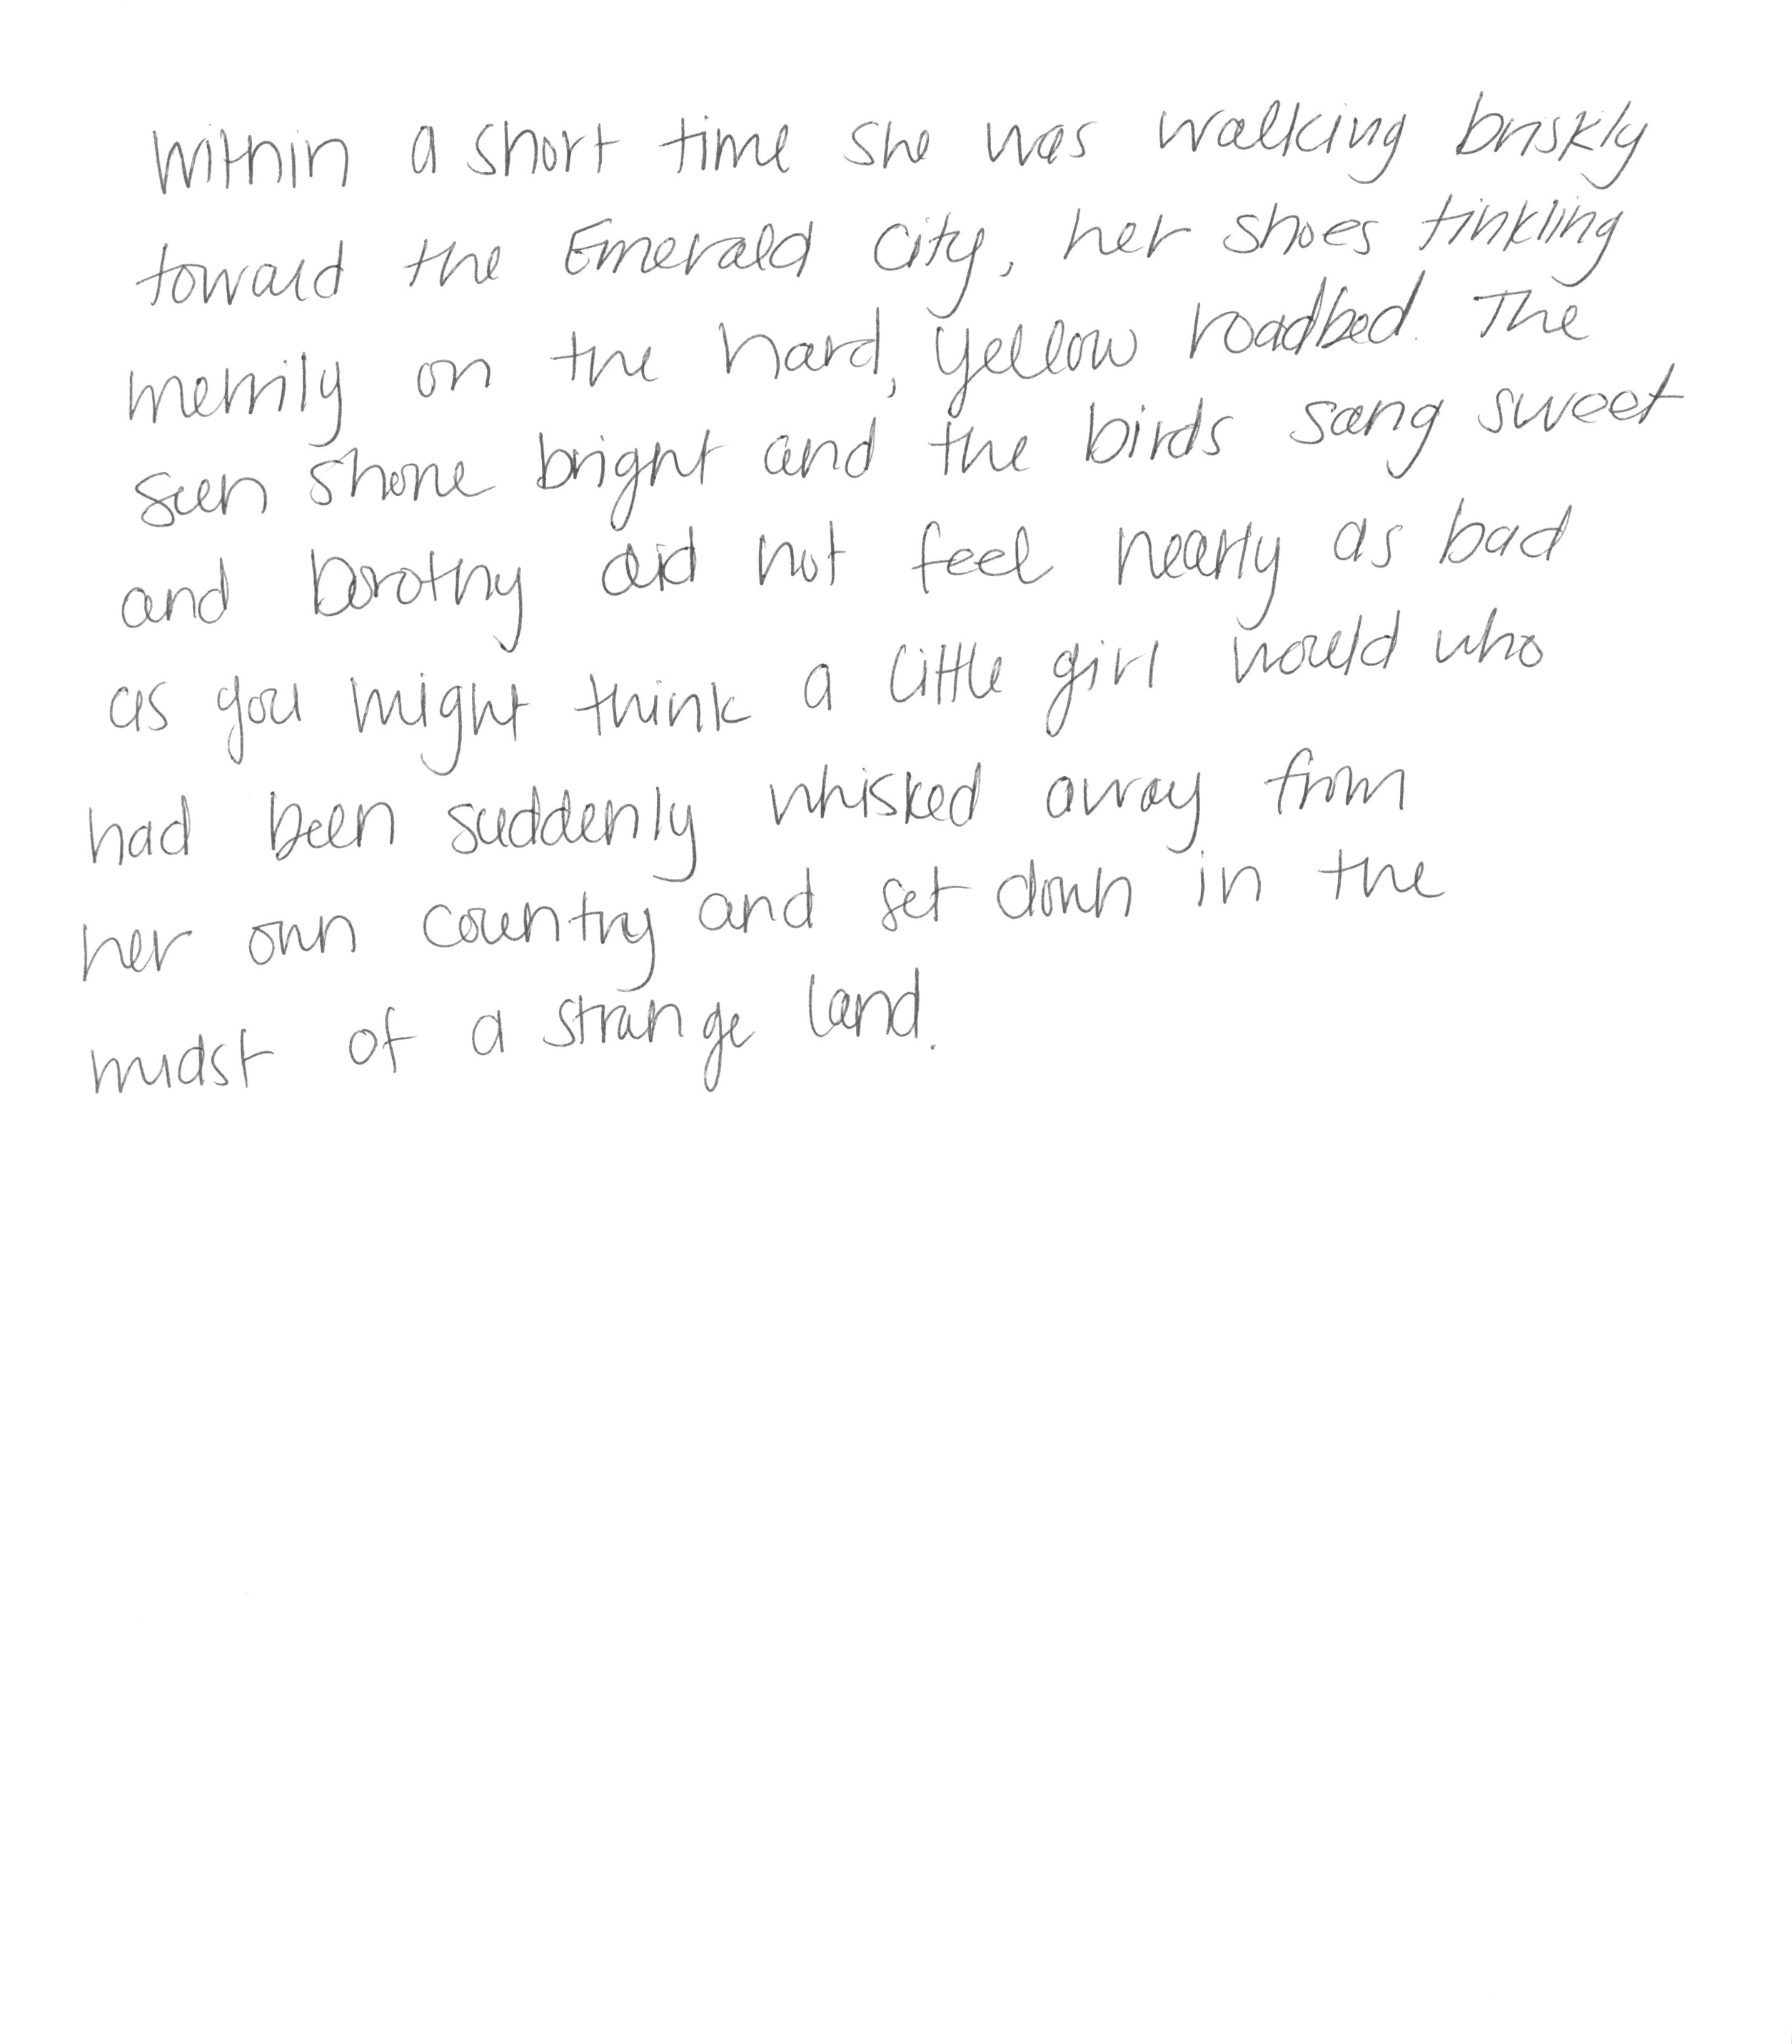 Within a short time she was walking briskly
toward the Emerald City, her shoes tinkling
merrily on the hard, yellow roadbed. The
sun shone bright and the birds sang sweet
and Dorothy did not feel nearly as bad
as you might think a little girl would who
had been suddenly whisked away from
her own country and set down in the
midst of a strange land.